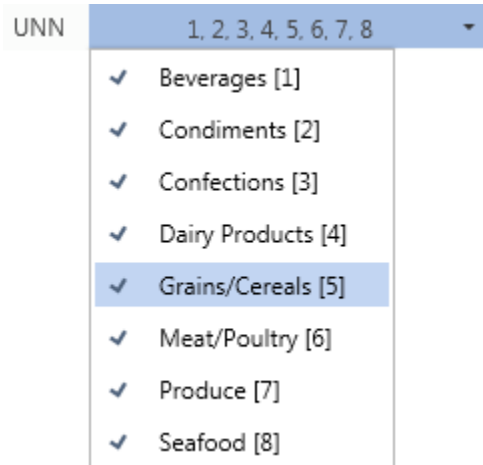 UNN 1, 2, 3, 4, 5, 6, 7, 8
Beverages [1]
Condiments [2]
Confections [3]
Dairy Products [4]
Grains/Cereals [5]
Meat/Poultry [6]
Produce [7]
Seafood [8]